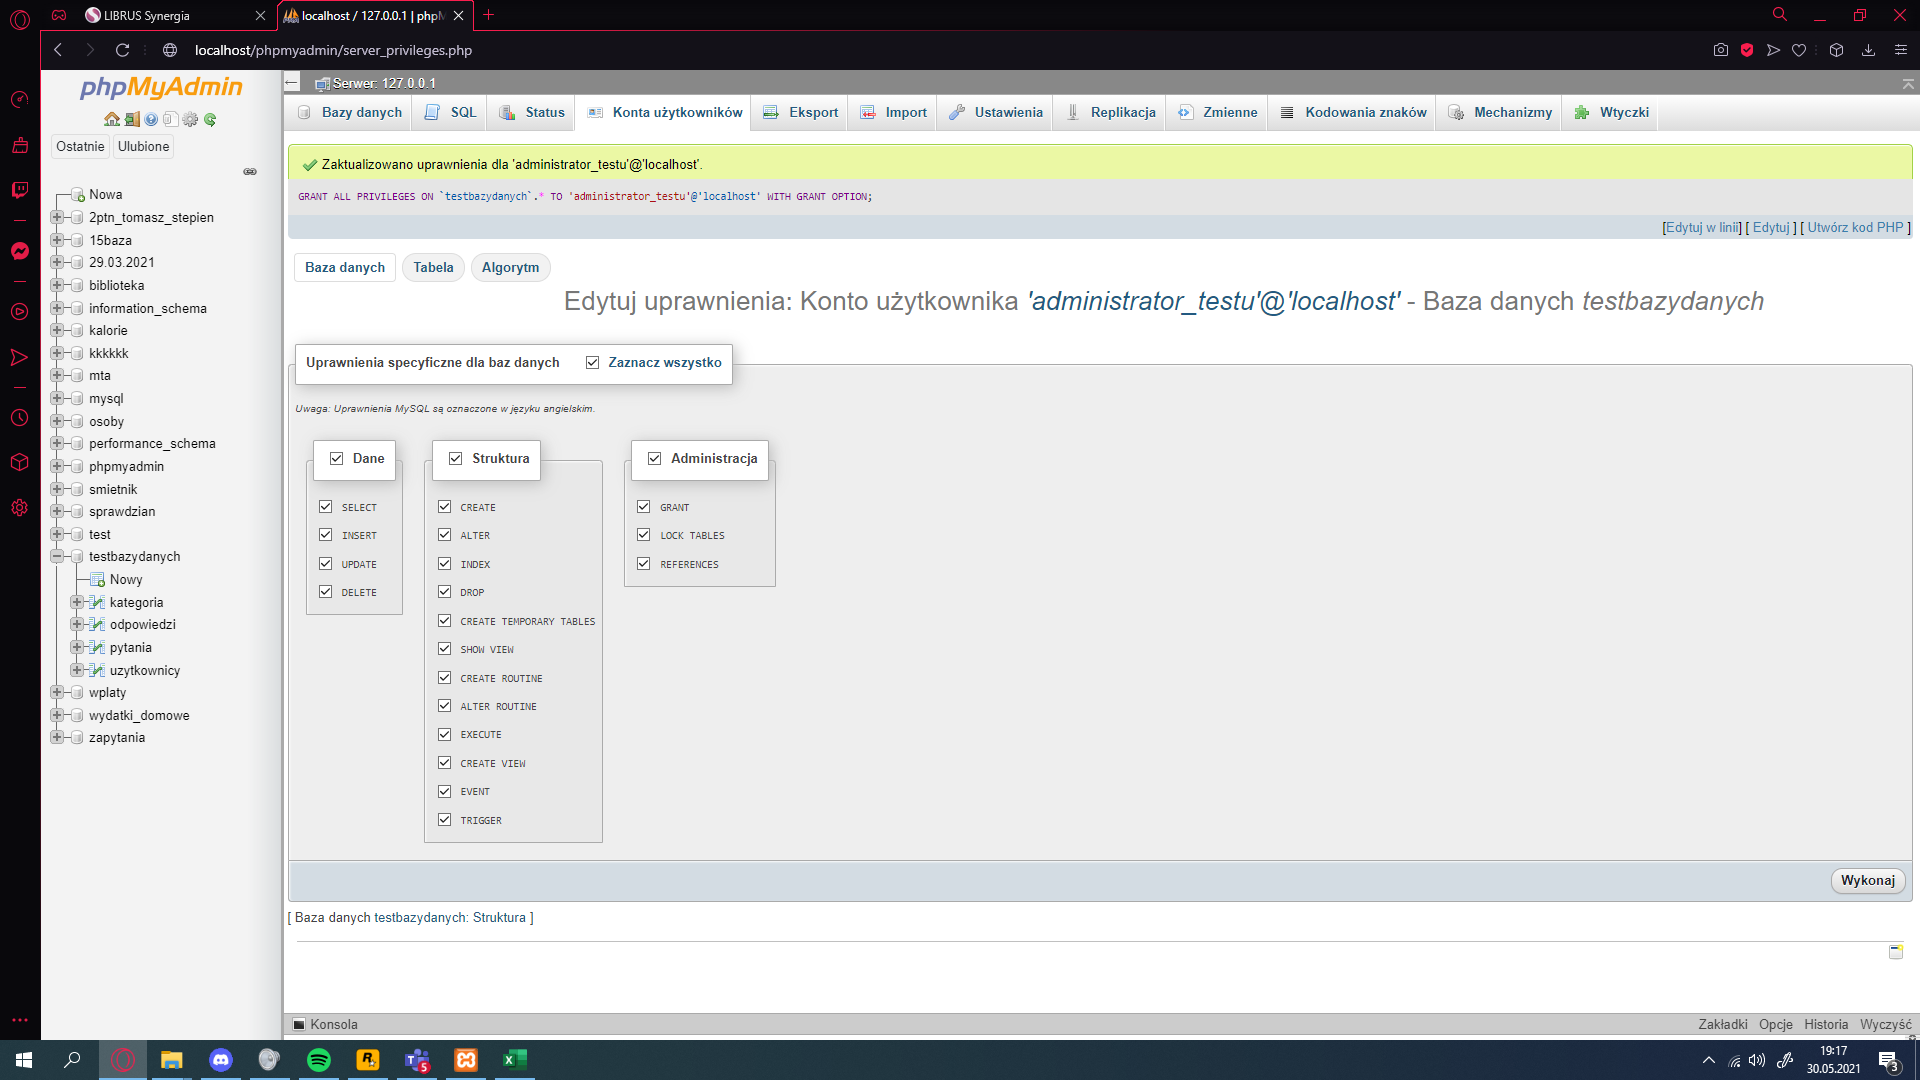 LIBRUS Synergia
localhost / 127.0.0.1 | phpM
localhost/phpmyadmin/server_privileges.php
phpMyAdmin
Ostatnie
Ulubione
Nowa
2ptn_tomasz_stepien
15baza
29.03.2021
biblioteka
information_schema
kalorie
kkkkkk
mta
mysql
osoby
performance_schema
phpmyadmin
smietnik
sprawdzian
test
testbazydanych
Nowy
kategoria
odpowiedzi
pytania
uzytkownicy
wplaty
wydatki_domowe
zapytania
Serwer: 127.0.0.1
Bazy danych
SQL
Status
Konta użytkowników
Eksport
Import
Ustawienia
Replikacja
Zmienne
Kodowania znaków
Mechanizmy
Wtyczki
Zaktualizowano uprawnienia dla 'administrator_testu'@'localhost'.
GRANT ALL PRIVILEGES ON `testbazydanych`.* TO 'administrator_testu'@'localhost' WITH GRANT OPTION;
[Edytuj w linii] [ Edytuj ] [ Utwórz kod PHP ]
Baza danych
Tabela
Algorytm
Edytuj uprawnienia: Konto użytkownika 'administrator_testu'@'localhost' - Baza danych testbazydanych
Uprawnienia specyficzne dla baz danych
Zaznacz wszystko
Uwaga: Uprawnienia MySQL są oznaczone w języku angielskim.
Dane
SELECT
INSERT
UPDATE
DELETE
Struktura
CREATE
ALTER
INDEX
DROP
CREATE TEMPORARY TABLES
SHOW VIEW
CREATE ROUTINE
ALTER ROUTINE
EXECUTE
CREATE VIEW
EVENT
TRIGGER
Administracja
GRANT
LOCK TABLES
REFERENCES
Wykonaj
[ Baza danych testbazydanych: Struktura ]
Konsola
Zakładki
Opcje
Historia
Wyczyść
5
19:17
30.05.2021
3